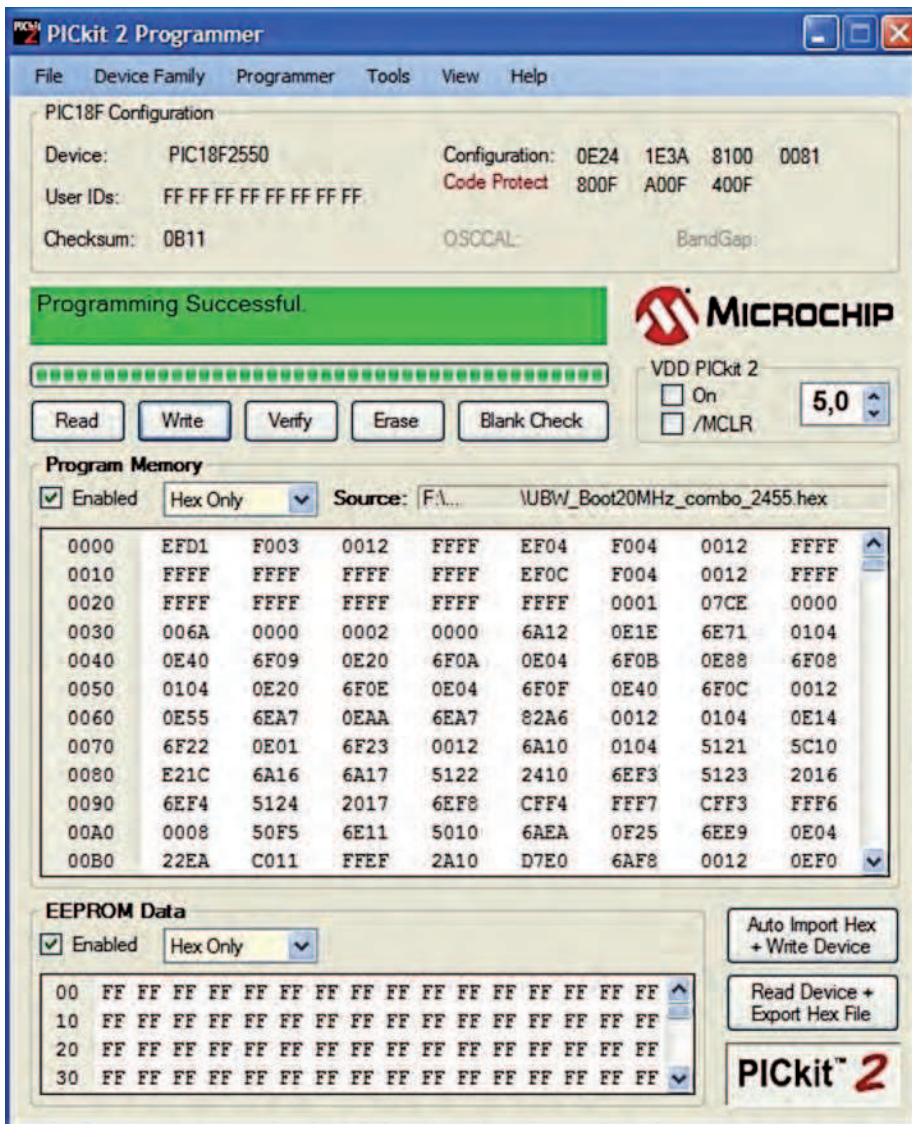 PICkit 2 Programmer
File Device Family Programmer Tools View Help
PIC18F Configuration
Device: PIC18F2550 Configuration: 0E24 1E3A 8100 0081
User IDs: FF FF FF FF FF FF FF FF Code Protect 800F A00F 400F
Checksum: 0B11 OSCCAL: BandGap:
Programming Successful.
MICROCHIP
VDD PICkit 2
On
/MCLR
5,0
Read Write Verify Erase Blank Check
Program Memory
Enabled Hex Only Source: F:\... \UBW_Boot20MHz_combo_2455.hex
0000 EFD1 F003 0012 FFFF EF04 F004 0012 FFFF
0010 FFFF FFFF FFFF FFFF EF0C F004 0012 FFFF
0020 FFFF FFFF FFFF FFFF FFFF 0001 07CE 0000
0030 006A 0000 0002 0000 6A12 0E1E 6E71 0104
0040 0E40 6F09 0E20 6F0A 0E04 6F0B 0E88 6F08
0050 0104 0E20 6F0E 0E04 6F0F 0E40 6F0C 0012
0060 0E55 6EA7 0EAA 6EA7 82A6 0012 0104 0E14
0070 6F22 0E01 6F23 0012 6A10 0104 5121 5C10
0080 E21C 6A16 6A17 5122 2410 6EF3 5123 2016
0090 6EF4 5124 2017 6EF8 CFF4 FFF7 CFF3 FFF6
00A0 0008 50F5 6E11 5010 6AEA 0F25 6EE9 0E04
00B0 22EA C011 FFEF 2A10 D7E0 6AF8 0012 0EF0
EEPROM Data
Enabled Hex Only
00 FF FF FF FF FF FF FF FF FF FF FF FF FF FF FF FF
10 FF FF FF FF FF FF FF FF FF FF FF FF FF FF FF FF
20 FF FF FF FF FF FF FF FF FF FF FF FF FF FF FF FF
30 FF FF FF FF FF FF FF FF FF FF FF FF FF FF FF FF
Auto Import Hex
+ Write Device
Read Device +
Export Hex File
PICkit™ 2